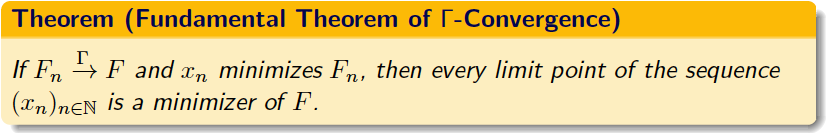 Theorem (Fundamental Theorem of Γ-Convergence)
If Fₙ →^Γ F and xₙ minimizes Fₙ, then every limit point of the sequence
(xₙ)ₙ∈ℕ is a minimizer of F.